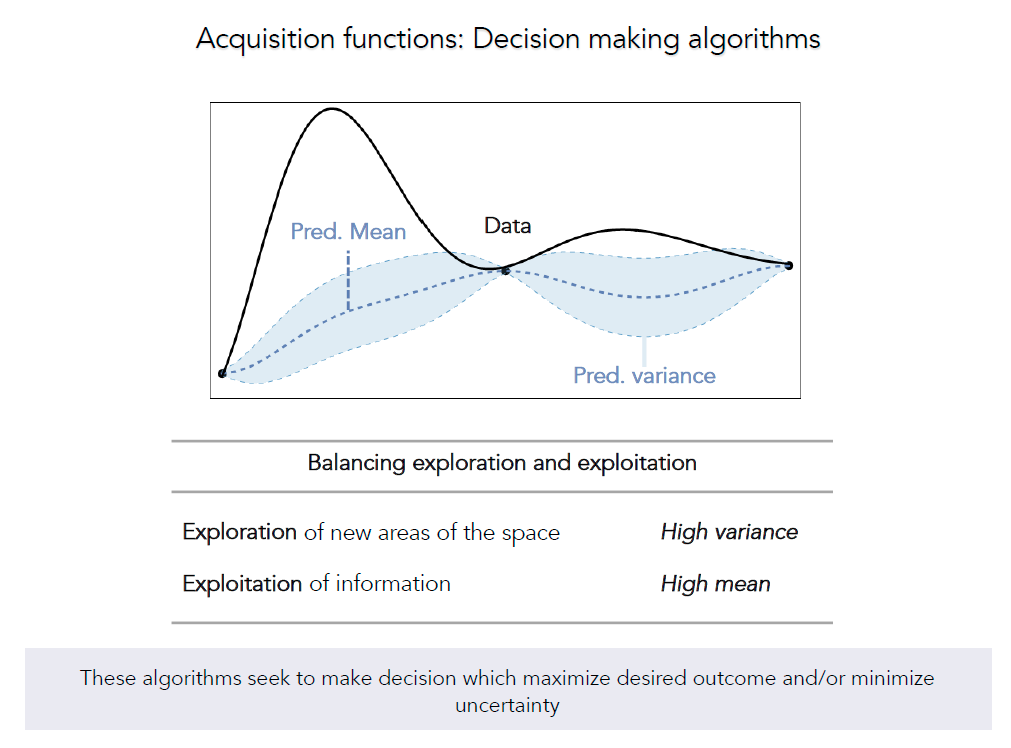 Acquisition functions: Decision making algorithms
Pred. Mean
Data
Pred. variance
Balancing exploration and exploitation
Exploration of new areas of the space High variance
Exploitation of information High mean
These algorithms seek to make decision which maximize desired outcome and/or minimize
uncertainty